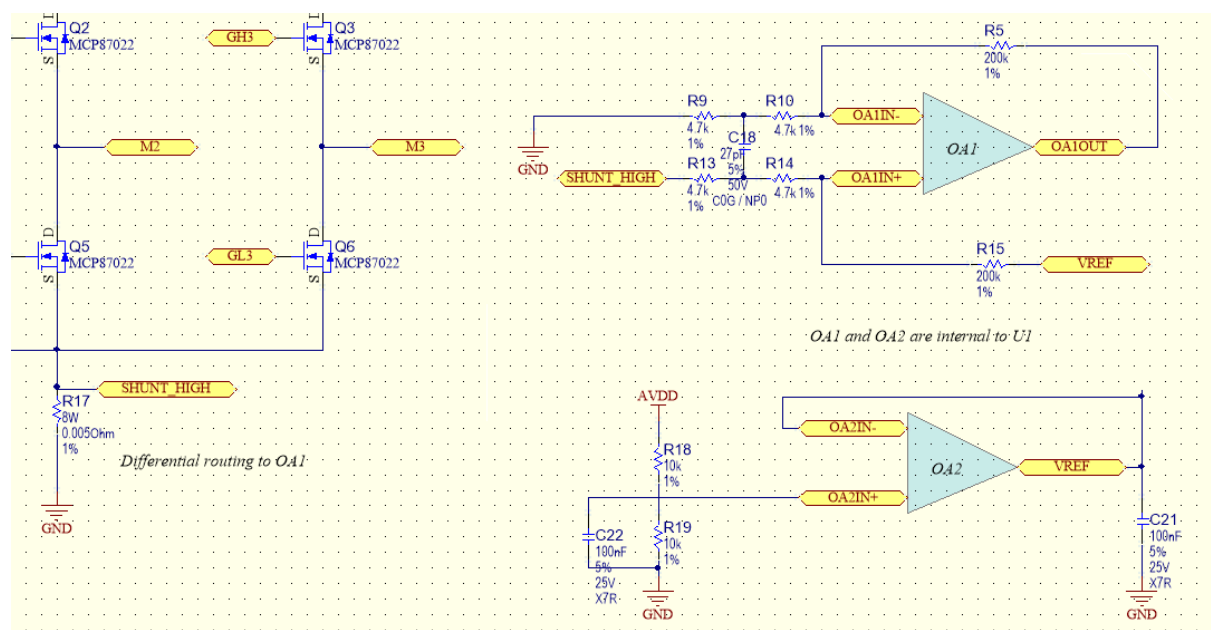 D
Q2
MCP87022
S
GH3
D
Q3
MCP87022
S
M2
M3
D
Q5
MCP87022
S
GL3
D
Q6
MCP87022
S
SHUNT_HIGH
R17
8W
0.005Ohm
1%
GND
Differential routing to OA1
R5
200k
1%
R9
4.7k
1%
R10
4.7k 1%
C18
27pF
5%
50V
C0G / NP0
GND
SHUNT_HIGH
R13
4.7k
1%
R14
4.7k 1%
OA1IN-
OA1IN+
OA1
OA1OUT
R15
200k
1%
VREF
OA1 and OA2 are internal to U1
AVDD
R18
10k
1%
R19
10k
1%
C22
100nF
5%
25V
X7R
GND
OA2IN-
OA2IN+
OA2
VREF
C21
100nF
5%
25V
X7R
GND